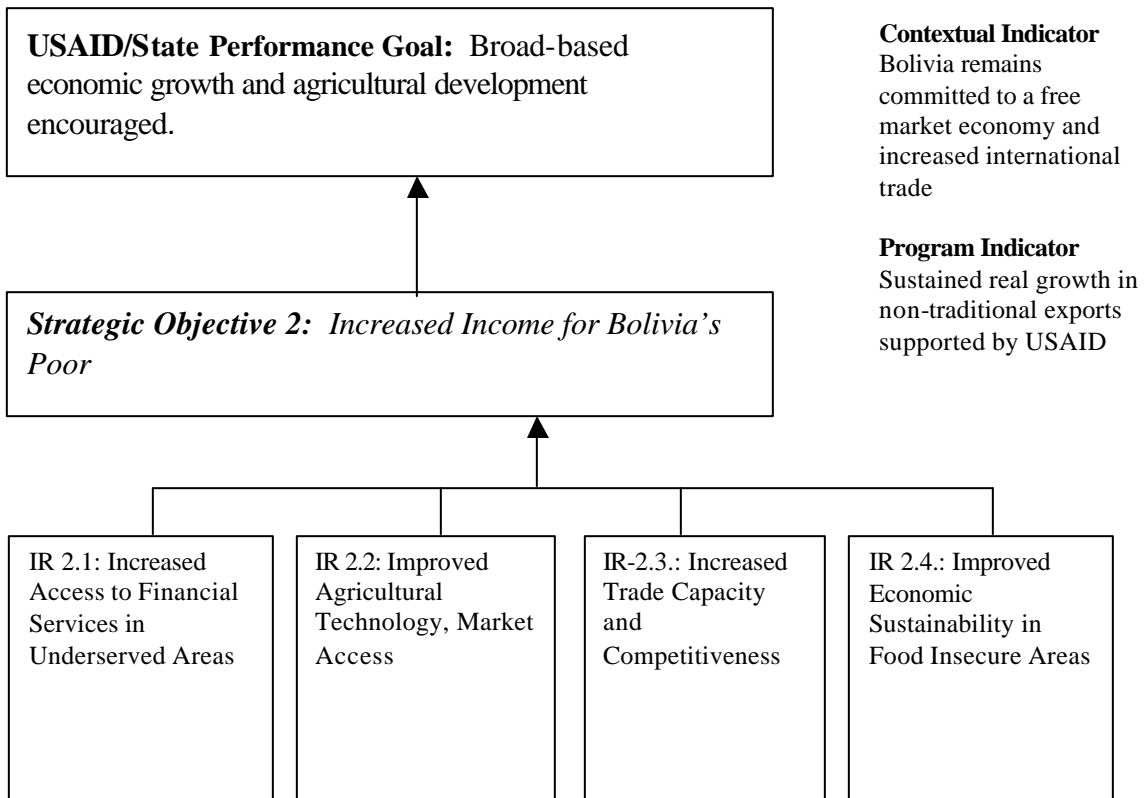 USAID/State Performance Goal: Broad-based
economic growth and agricultural development
encouraged.
Contextual Indicator
Bolivia remains
committed to a free
market economy and
increased international
trade
Program Indicator
Sustained real growth in
non-traditional exports
supported by USAID
Strategic Objective 2: Increased Income for Bolivia's
Poor
IR 2.1: Increased
Access to Financial
Services in
Underserved Areas
IR 2.2: Improved
Agricultural
Technology, Market
Access
IR-2.3.: Increased
Trade Capacity
and
Competitiveness
IR 2.4.: Improved
Economic
Sustainability in
Food Insecure Areas